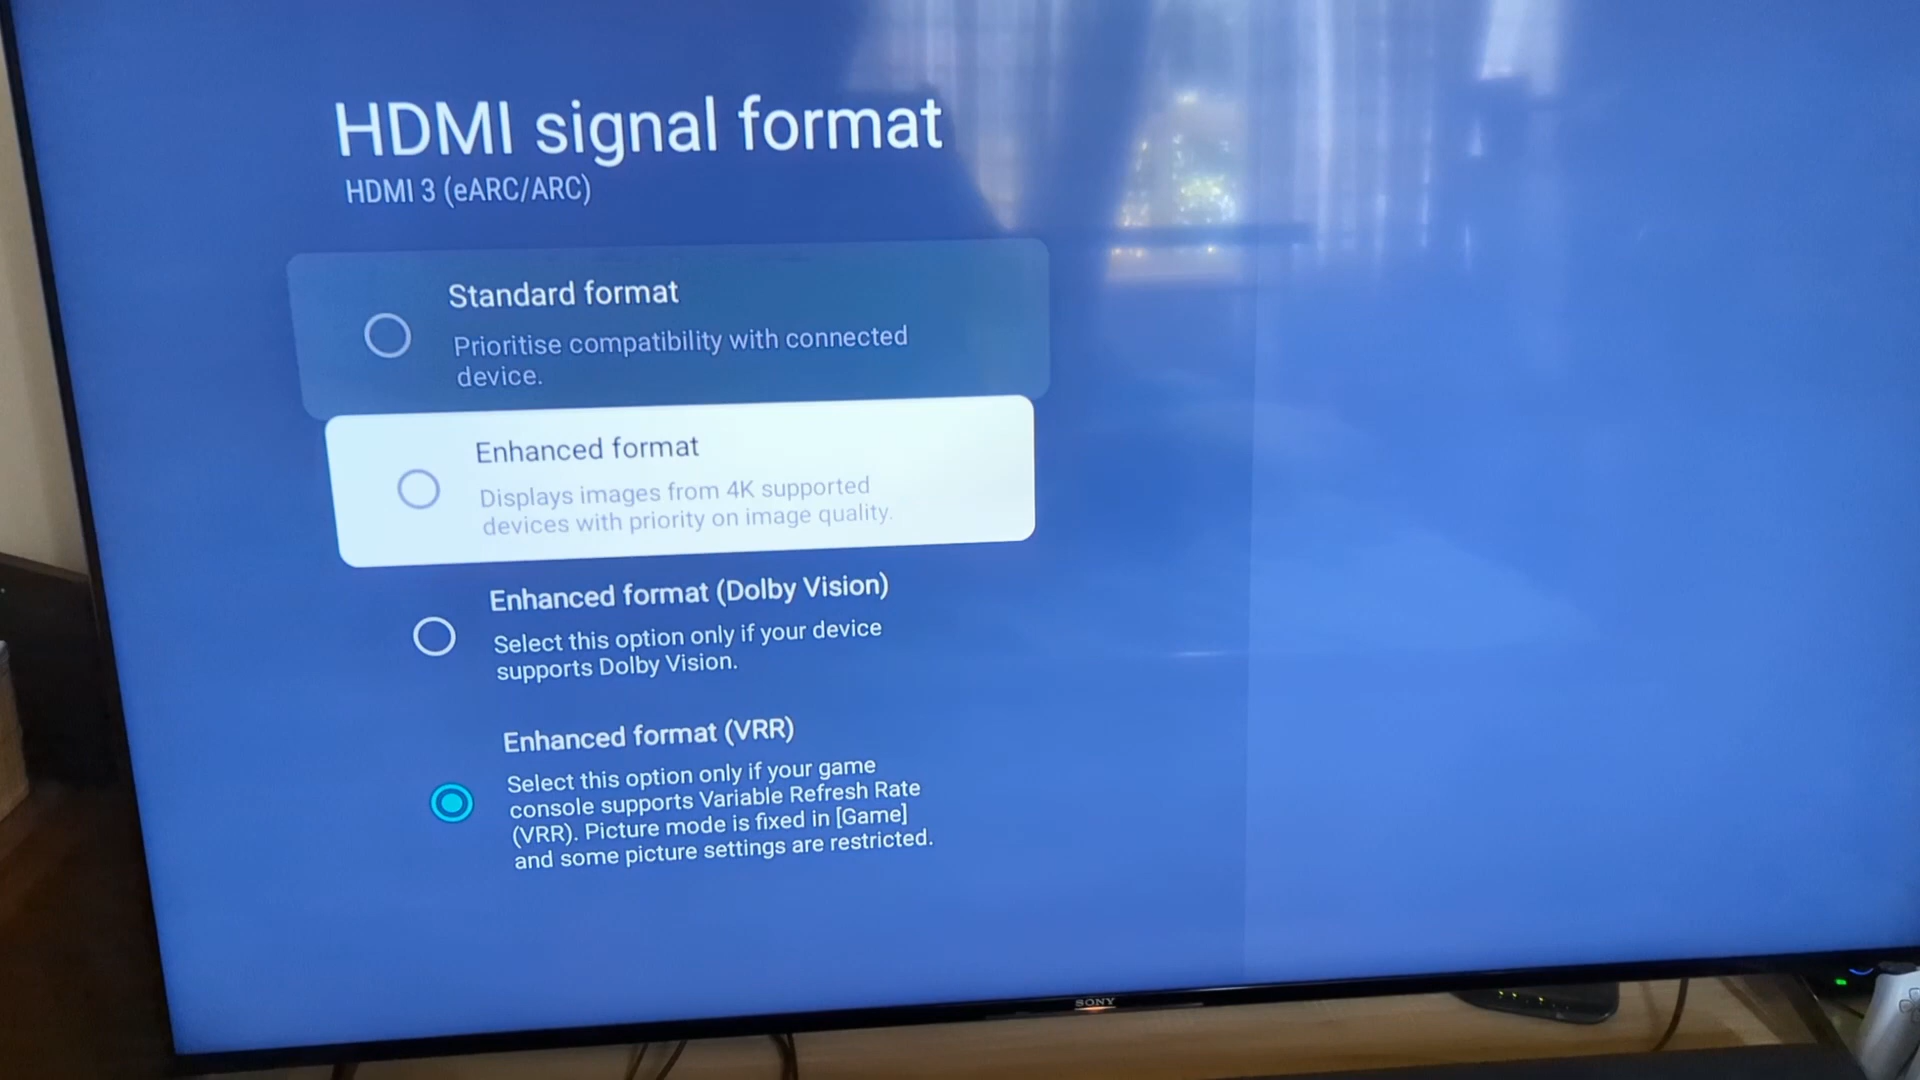 HDMI signal format
HDMI 3 (eARC/ARC)
Standard format
Prioritise compatibility with connected
device.
Enhanced format
Displays images from 4K supported
devices with priority on image quality.
Enhanced format (Dolby Vision)
Select this option only if your device
supports Dolby Vision.
Enhanced format (VRR)
Select this option only if your game
console supports Variable Refresh Rate
(VRR). Picture mode is fixed in [Game]
and some picture settings are restricted.
SONY